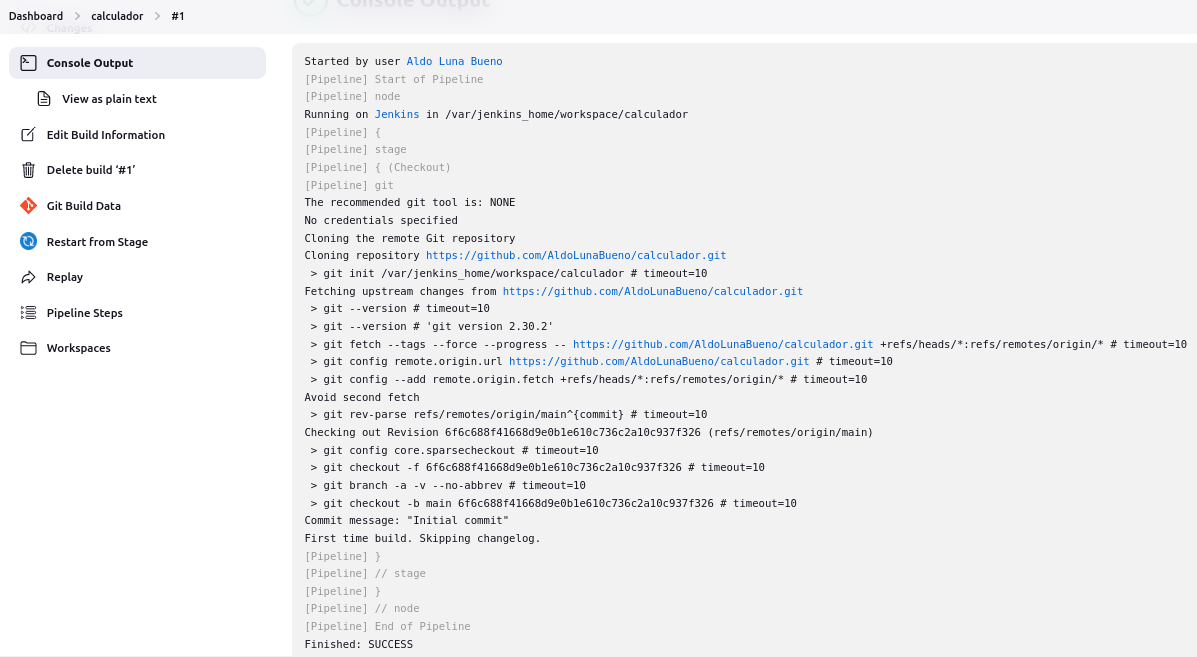 Console Output
Dashboard > calculador > #1
Changes
Console Output
View as plain text
Edit Build Information
Delete build ‘#1’
Git Build Data
Restart from Stage
Replay
Pipeline Steps
Workspaces
Started by user Aldo Luna Bueno
[Pipeline] Start of Pipeline
[Pipeline] node
Running on Jenkins in /var/jenkins_home/workspace/calculador
[Pipeline] {
[Pipeline] stage
[Pipeline] { (Checkout)
[Pipeline] git
The recommended git tool is: NONE
No credentials specified
Cloning the remote Git repository
Cloning repository https://github.com/AldoLunaBueno/calculador.git
 > git init /var/jenkins_home/workspace/calculador # timeout=10
Fetching upstream changes from https://github.com/AldoLunaBueno/calculador.git
 > git --version # timeout=10
 > git --version # 'git version 2.30.2'
 > git fetch --tags --force --progress -- https://github.com/AldoLunaBueno/calculador.git +refs/heads/*:refs/remotes/origin/* # timeout=10
 > git config remote.origin.url https://github.com/AldoLunaBueno/calculador.git # timeout=10
 > git config --add remote.origin.fetch +refs/heads/*:refs/remotes/origin/* # timeout=10
Avoid second fetch
 > git rev-parse refs/remotes/origin/main^{commit} # timeout=10
Checking out Revision 6f6c688f41668d9e0b1e610c736c2a10c937f326 (refs/remotes/origin/main)
 > git config core.sparsecheckout # timeout=10
 > git checkout -f 6f6c688f41668d9e0b1e610c736c2a10c937f326 # timeout=10
 > git branch -a -v --no-abbrev # timeout=10
 > git checkout -b main 6f6c688f41668d9e0b1e610c736c2a10c937f326 # timeout=10
Commit message: "Initial commit"
First time build. Skipping changelog.
[Pipeline] }
[Pipeline] // stage
[Pipeline] }
[Pipeline] // node
[Pipeline] End of Pipeline
Finished: SUCCESS